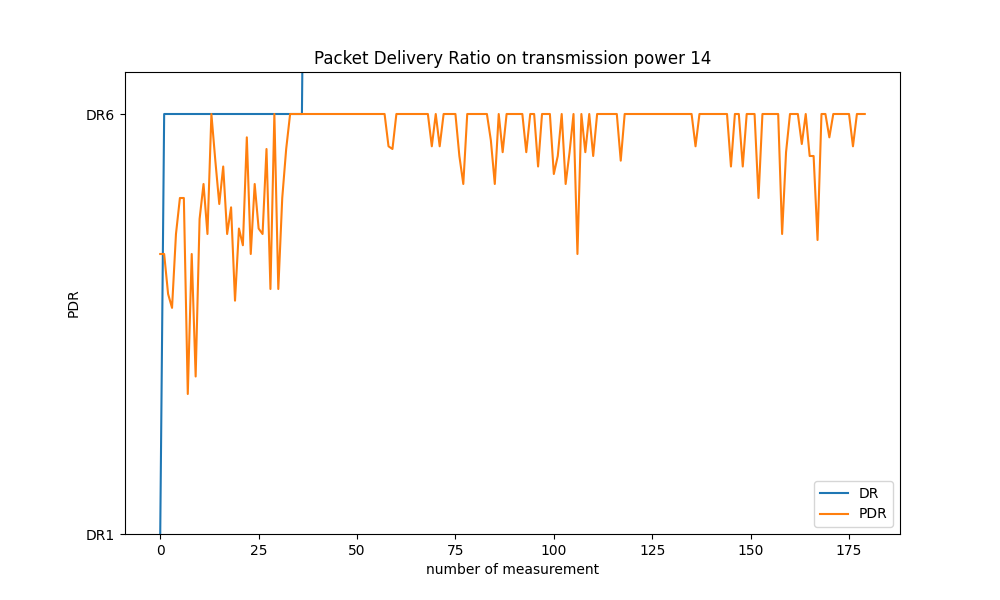 Packet Delivery Ratio on transmission power 14
DR6
PDR
DR1
0 25 50 75 100 125 150 175
number of measurement
DR
PDR